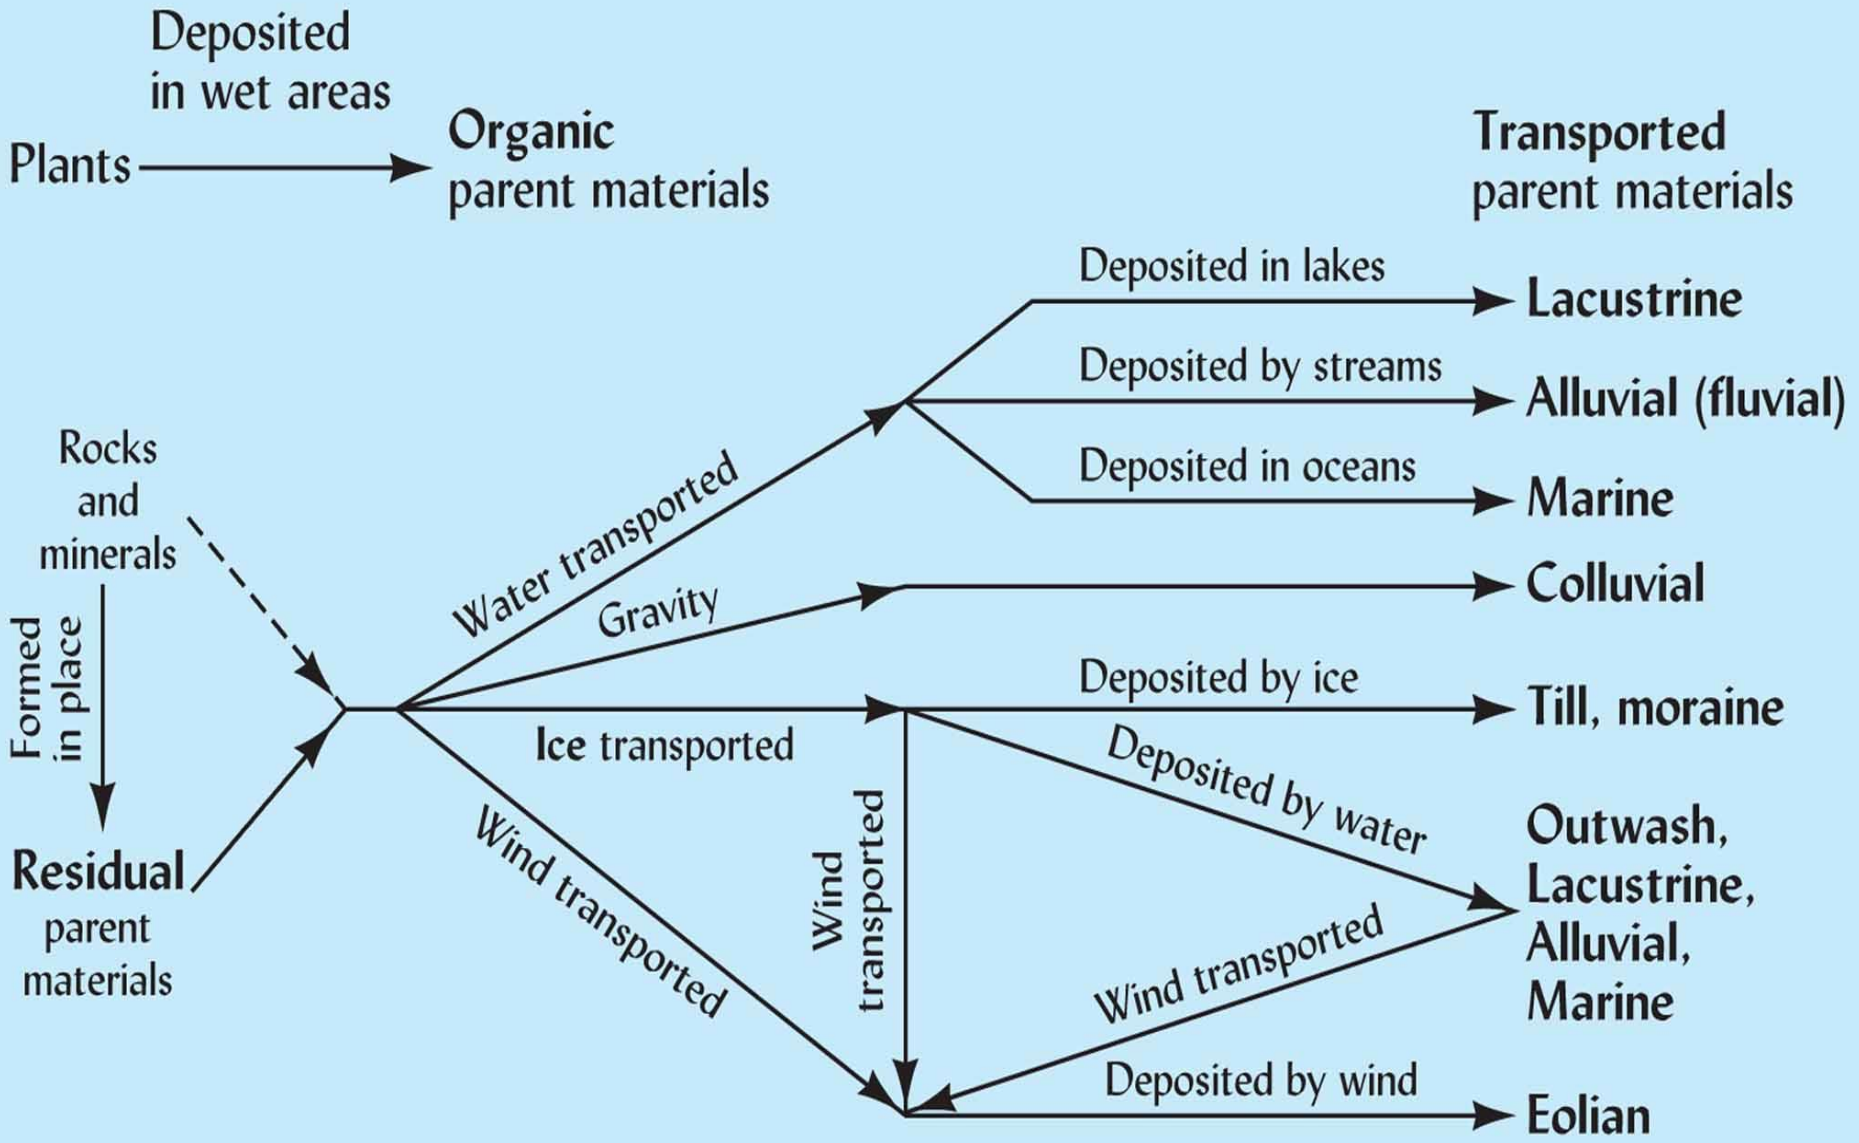 Deposited
in wet areas
Plants
Organic
parent materials
Transported
parent materials
Deposited in lakes
Lacustrine
Deposited by streams
Alluvial (fluvial)
Deposited in oceans
Marine
Rocks
and
minerals
Formed
in place
Residual
parent
materials
Water transported
Gravity
Colluvial
Ice transported
Deposited by ice
Till, moraine
Wind transported
Wind
transported
Deposited by water
Outwash,
Lacustrine,
Alluvial,
Marine
Wind transported
Deposited by wind
Eolian